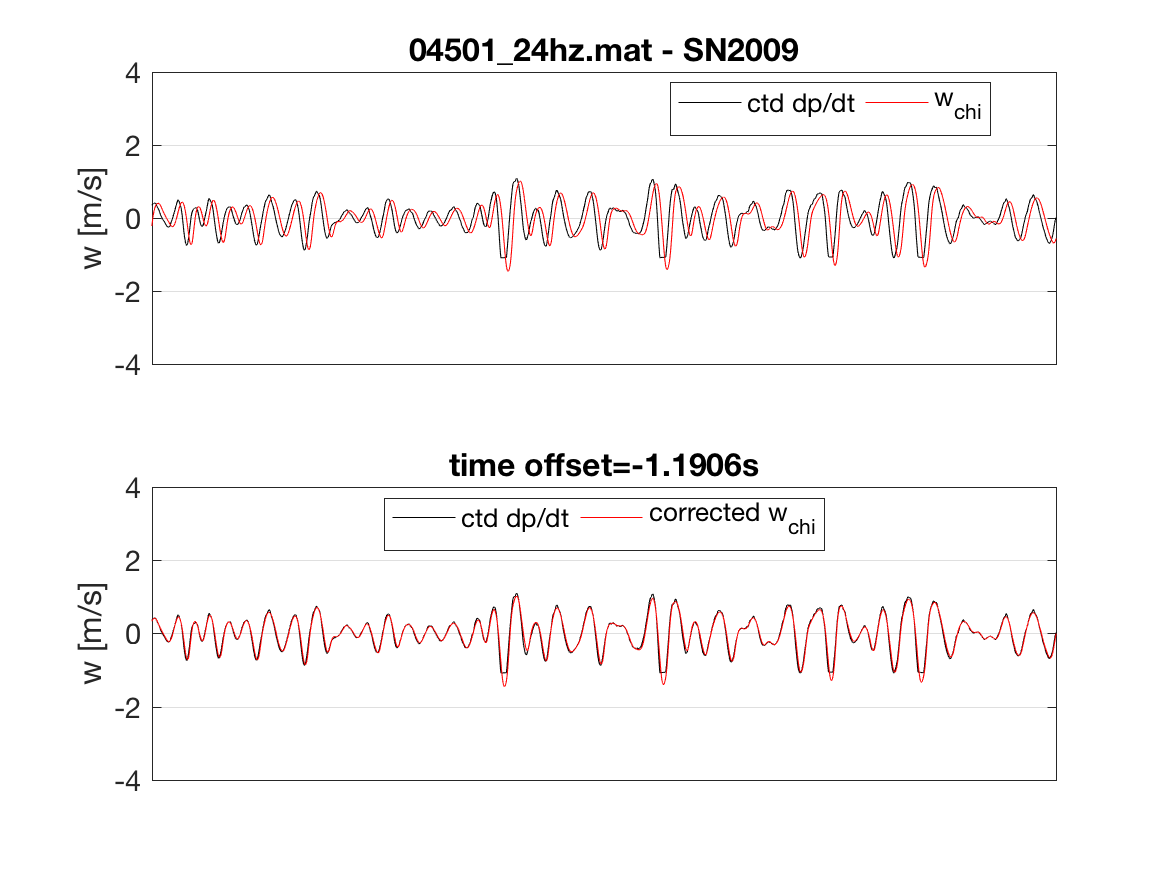 04501_24hz.mat - SN2009
4
2
0
-2
-4
w [m/s]
ctd dp/dt w_chi
time offset=-1.1906s
4
2
0
-2
-4
w [m/s]
ctd dp/dt corrected w_chi